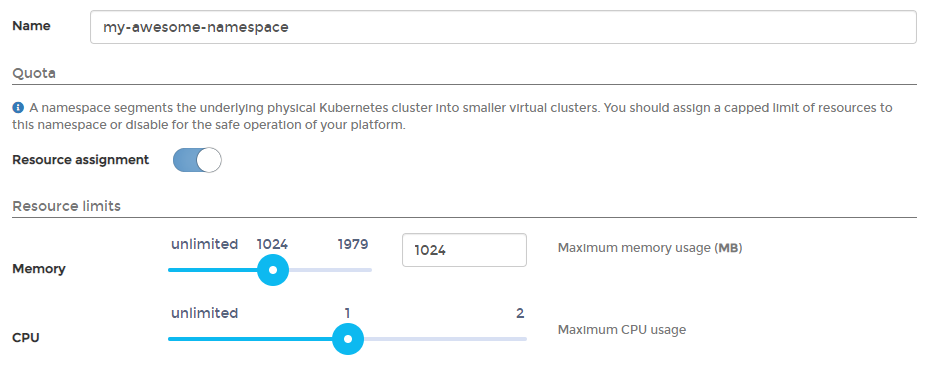 Name my-awesome-namespace
Quota
A namespace segments the underlying physical Kubernetes cluster into smaller virtual clusters. You should assign a capped limit of resources to
this namespace or disable for the safe operation of your platform.
Resource assignment
Resource limits
unlimited 1024 1979 1024 Maximum memory usage (MB)
Memory
unlimited 1 2
Maximum CPU usage
CPU